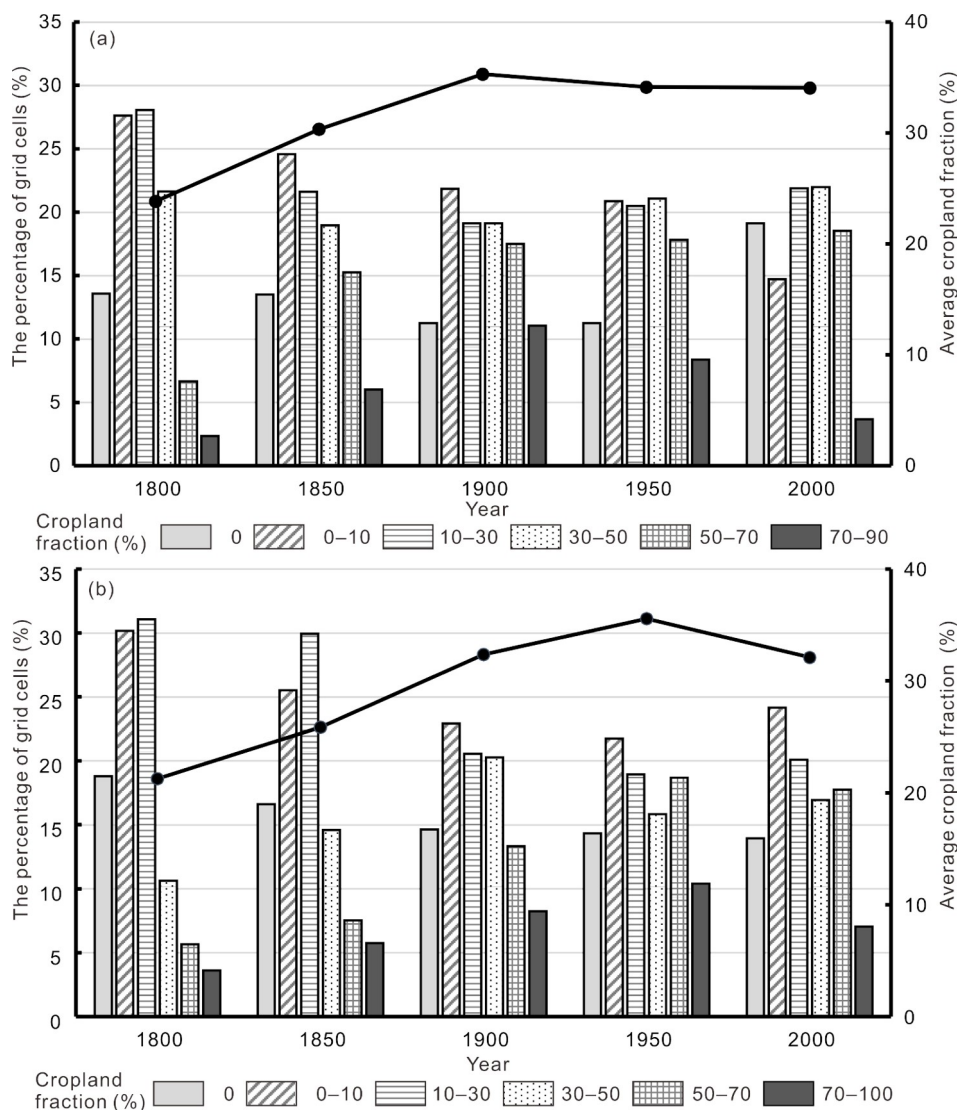 (a)
The percentage of grid cells (%)
35
30
25
20
15
10
5
0
40
30
20
10
0
Average cropland fraction (%)
1800 1850 1900 1950 2000
Year
Cropland fraction (%)
0 0–10 10–30 30–50 50–70 70–90
(b)
The percentage of grid cells (%)
35
30
25
20
15
10
5
0
40
30
20
10
0
Average cropland fraction (%)
1800 1850 1900 1950 2000
Year
Cropland fraction (%)
0 0–10 10–30 30–50 50–70 70–100